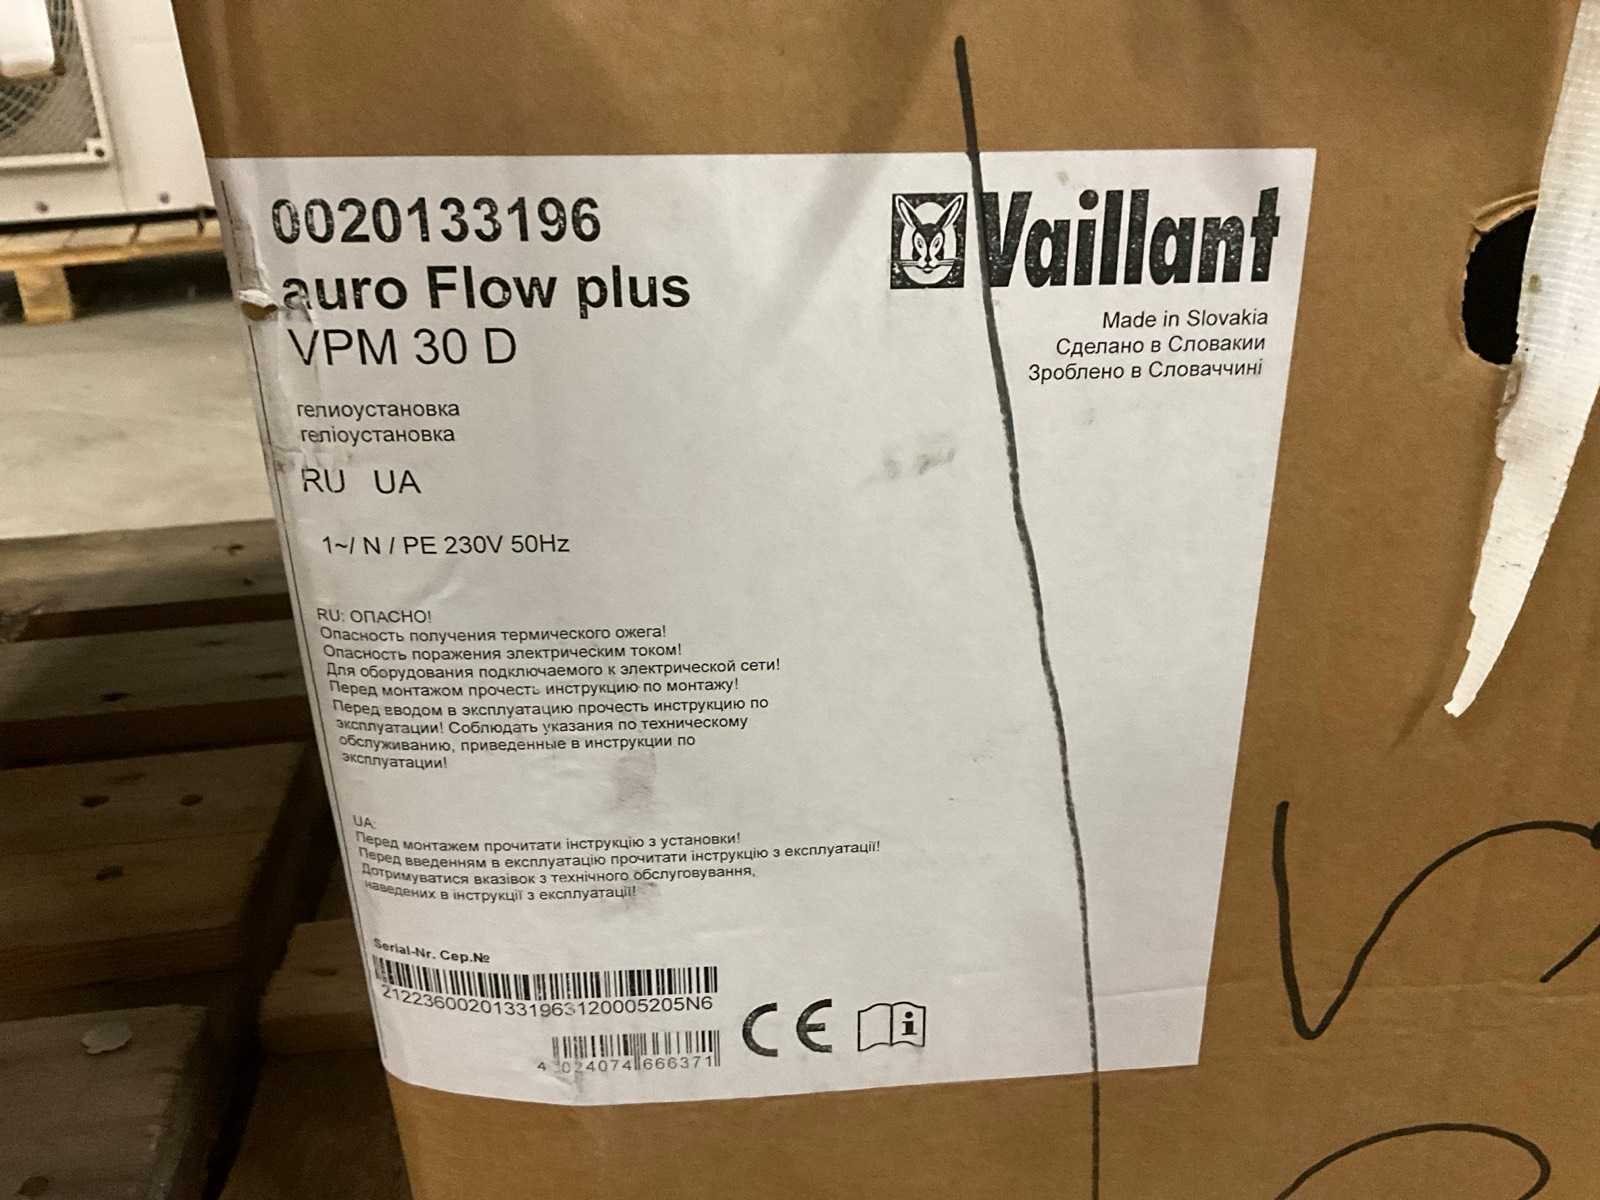 0020133196
auro Flow plus
VPM 30 D
Vaillant
Made in Slovakia
Сделано в Словакии
Зроблено в Словаччині
гелиоустановка
геліоустановка
RU UA
1~/ N / PE 230V 50Hz
RU: ОПАСНО!
Опасность получения термического ожега!
Опасность поражения электрическим током!
Для оборудования подключаемого к электрической сети!
Перед монтажом прочесть инструкцию по монтажу!
Перед вводом в эксплуатацию прочесть инструкцию по
эксплуатации! Соблюдать указания по техническому
обслуживанию, приведенные в инструкции по
эксплуатации!
UA:
Перед монтажем прочитати інструкцію з установки!
Перед введенням в експлуатацію прочитати інструкцію з експлуатації!
Дотримуватися вказівок з технічного обслуговування,
наведених в інструкції з експлуатації!
Serial-Nr. Сер.№
21223600201331963120005205N6
4 024074 666371
CE
i